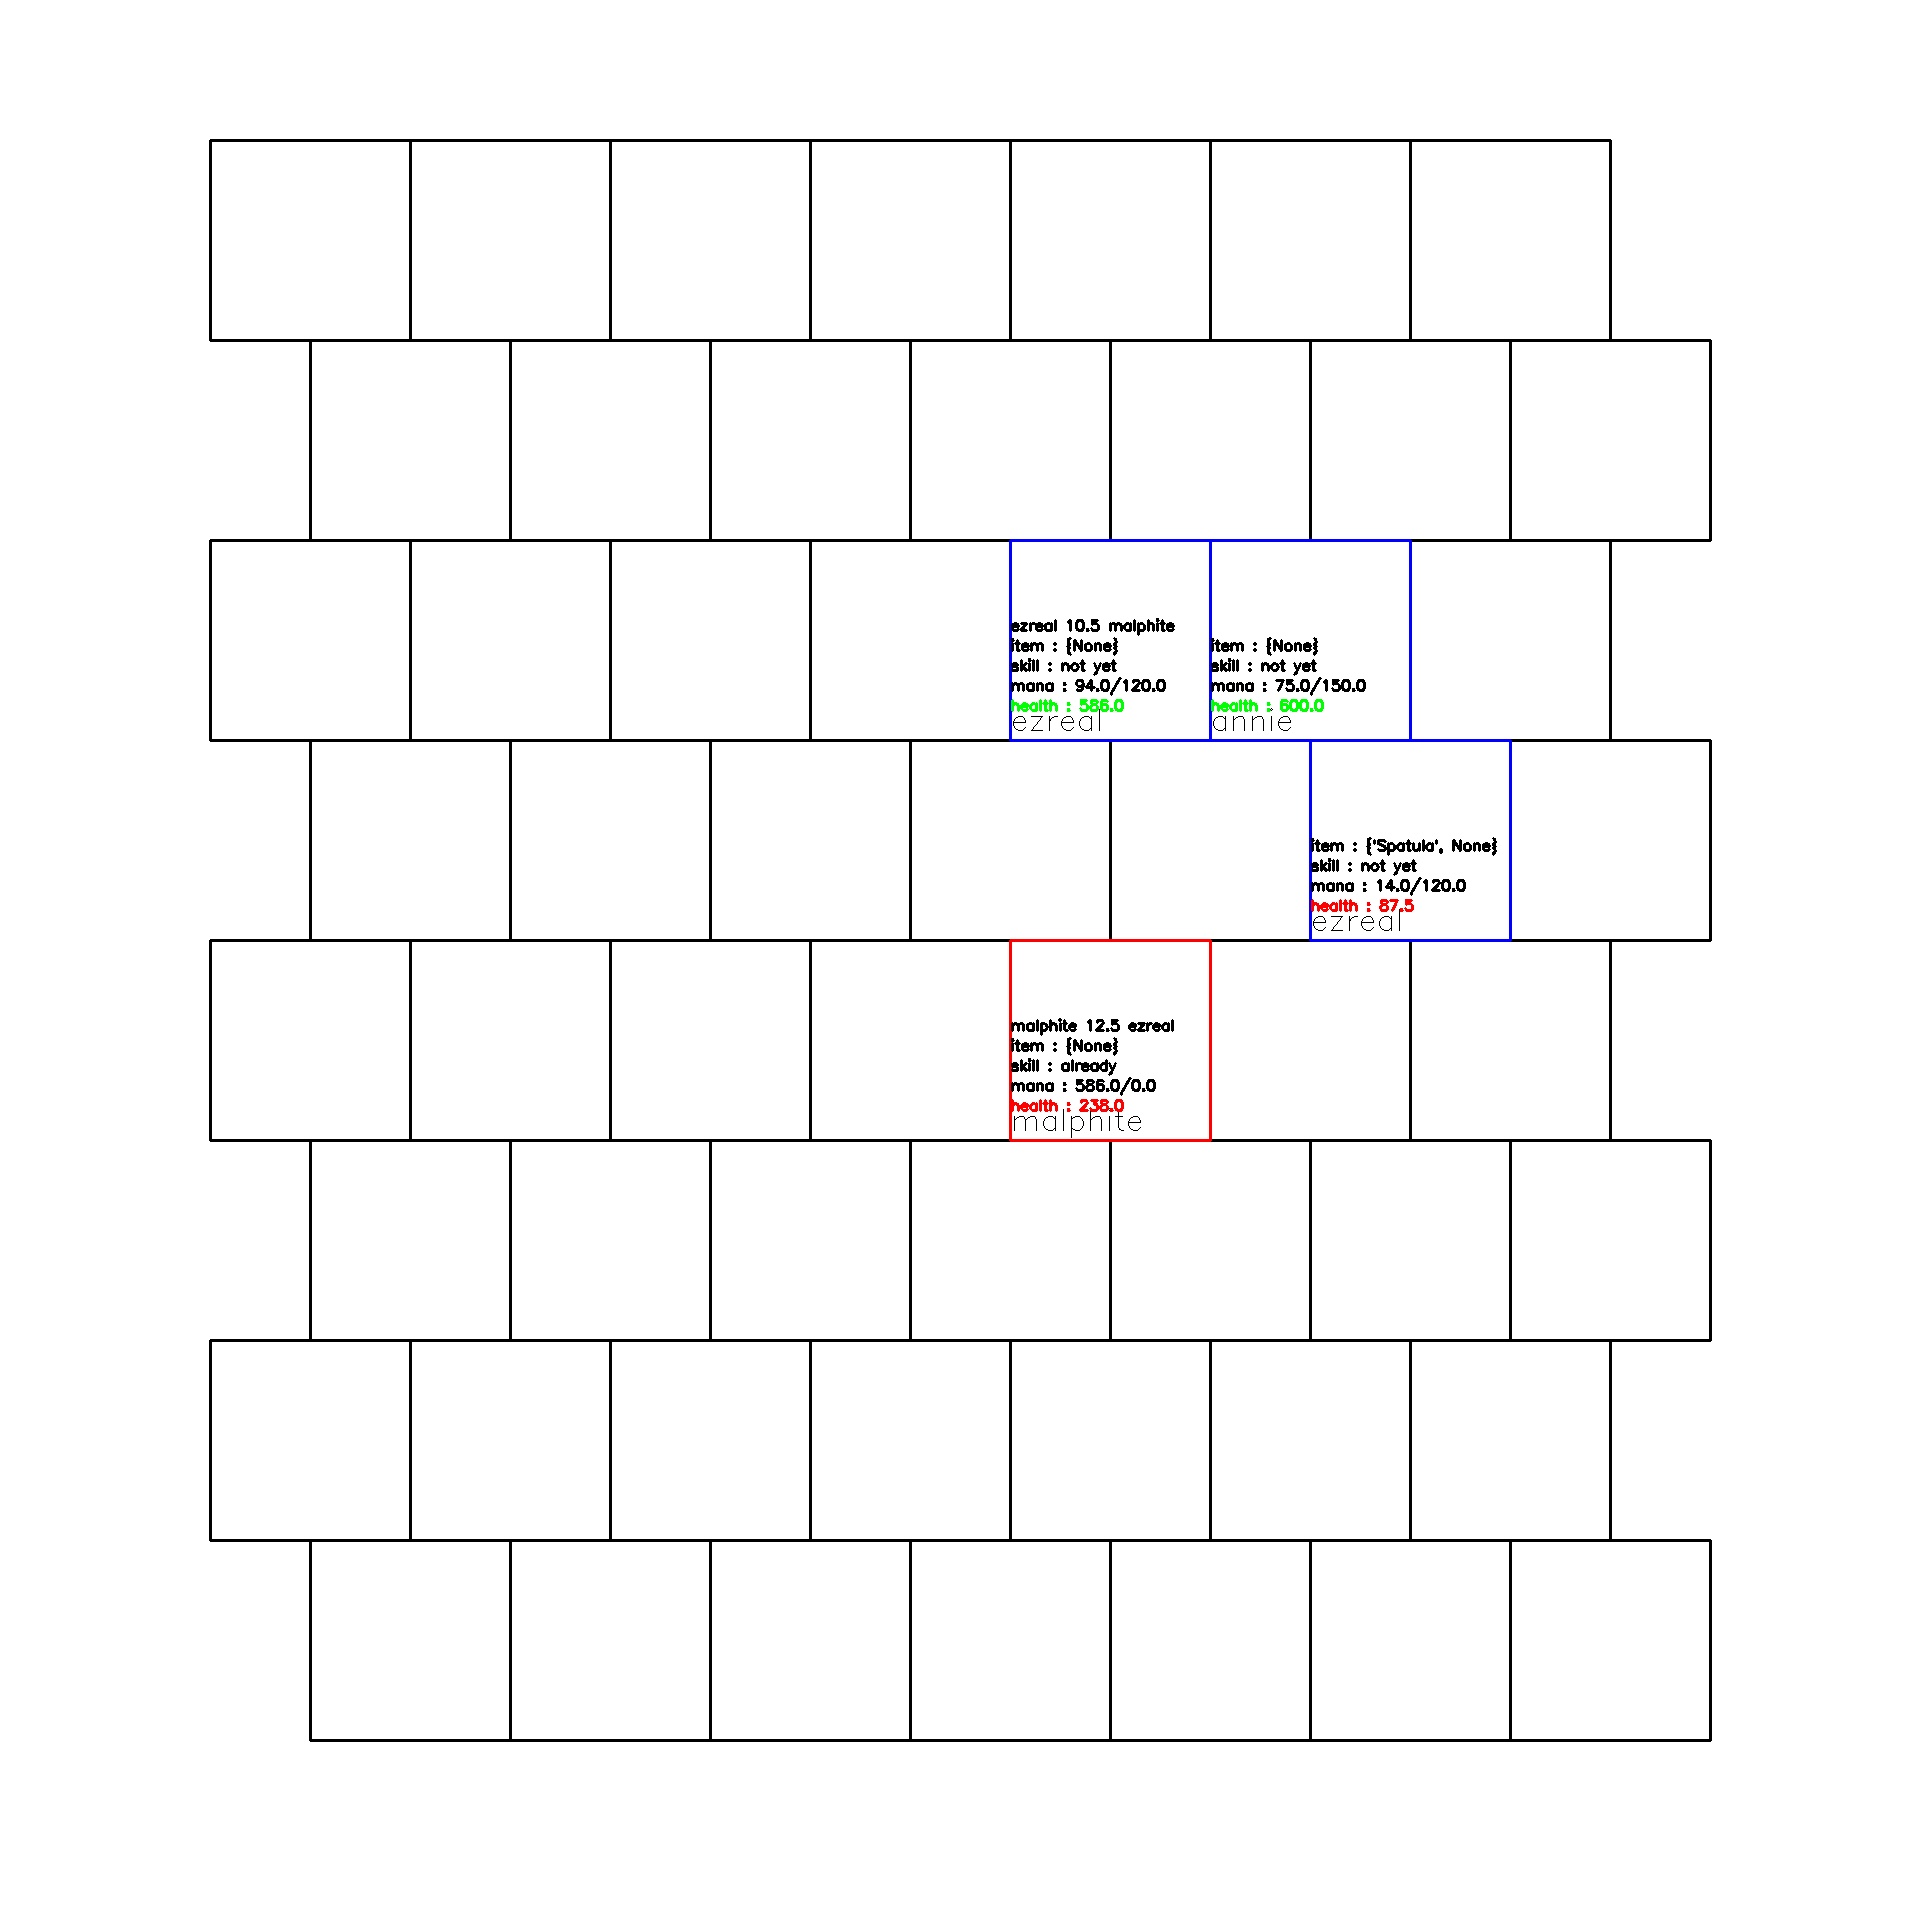 ezreal 10.5 malphite
item : {None}
skill : not yet
mana : 94.0/120.0
health : 586.0
ezreal
item : {None}
skill : not yet
mana : 75.0/150.0
health : 600.0
annie
item : {'Spatula', None}
skill : not yet
mana : 14.0/120.0
health : 87.5
ezreal
malphite 12.5 ezreal
item : {None}
skill : already
mana : 586.0/0.0
health : 238.0
malphite